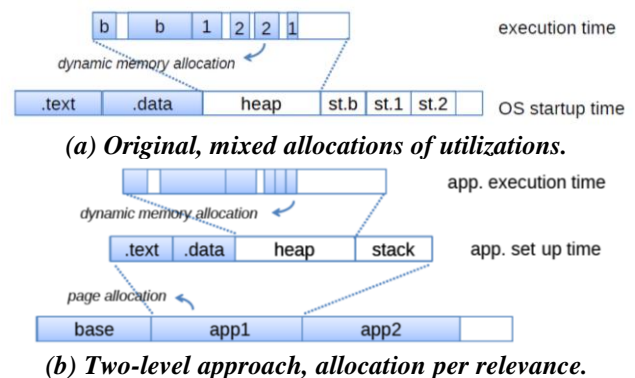 b b 1 2 2 1 execution time
dynamic memory allocation
.text .data heap st.b st.1 st.2 OS startup time
(a) Original, mixed allocations of utilizations.
app. execution time
dynamic memory allocation
.text .data heap stack app. set up time
page allocation
base app1 app2
(b) Two-level approach, allocation per relevance.